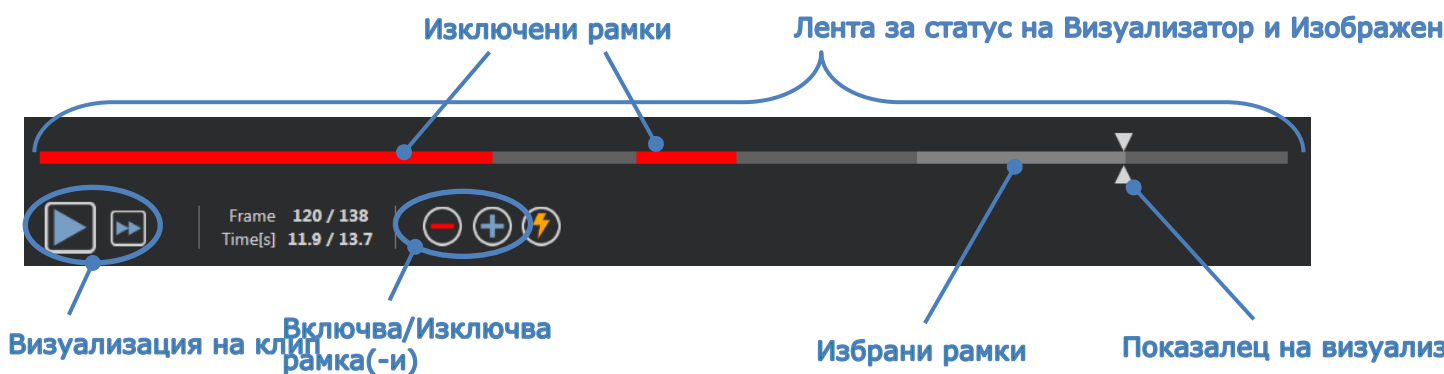 Изключени рамки
Лента за статус на Визуализатор и Изображен
Frame 120 / 138
Time[s] 11.9 / 13.7
Визуализация на клип
Включва/Изключва
рамка(-и)
Избрани рамки
Показалец на визуализ